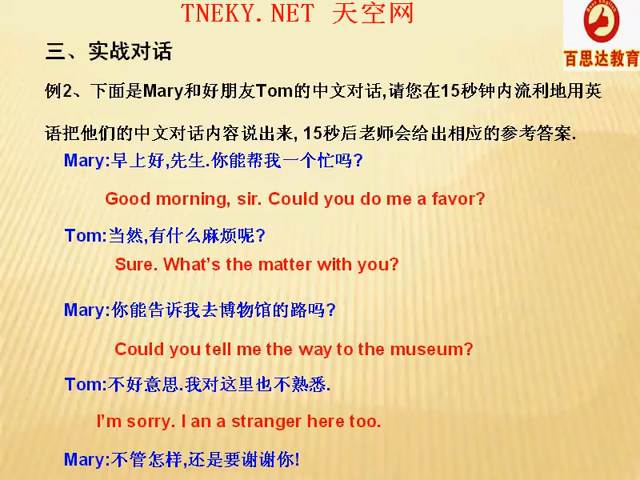 TNEKY.NET 天空网
百思达教育
三、实战对话
例2、下面是Mary和好朋友Tom的中文对话,请您在15秒钟内流利地用英
语把他们的中文对话内容说出来, 15秒后老师会给出相应的参考答案.
Mary:早上好,先生.你能帮我一个忙吗?
Good morning, sir. Could you do me a favor?
Tom:当然,有什么麻烦呢?
Sure. What's the matter with you?
Mary:你能告诉我去博物馆的路吗?
Could you tell me the way to the museum?
Tom:不好意思.我对这里也不熟悉.
I'm sorry. I an a stranger here too.
Mary:不管怎样,还是要谢谢你!